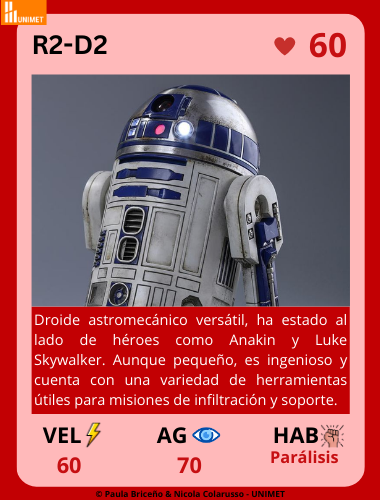 UNIMET
R2-D2
60
Droide astromecánico versátil, ha estado al
lado de héroes como Anakin y Luke
Skywalker. Aunque pequeño, es ingenioso y
cuenta con una variedad de herramientas
útiles para misiones de infiltración y soporte.
VEL AG HAB
60 70 Parálisis
© Paula Briceño & Nicola Colarusso - UNIMET